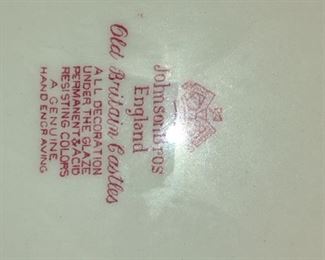 Johnson Bros
England
Old Britain Castles
ALL DECORATION
UNDER THE GLAZE
PERMANENT & ACID
RESISTING COLORS
A GENUINE
HAND ENGRAVING